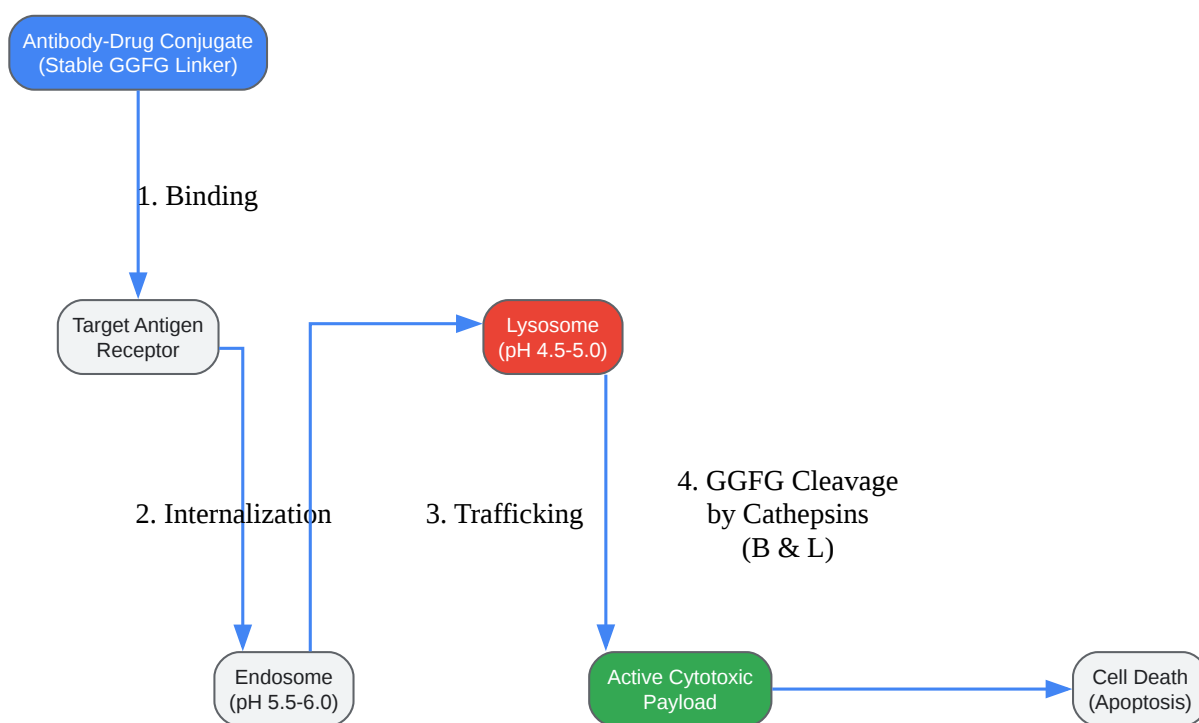 Antibody-Drug Conjugate
(Stable GGFG Linker)
1. Binding
Target Antigen
Receptor
Lysosome
(pH 4.5-5.0)
2. Internalization
3. Trafficking
4. GGFG Cleavage
by Cathepsins
(B & L)
Endosome
(pH 5.5-6.0)
Active Cytotoxic
Payload
Cell Death
(Apoptosis)